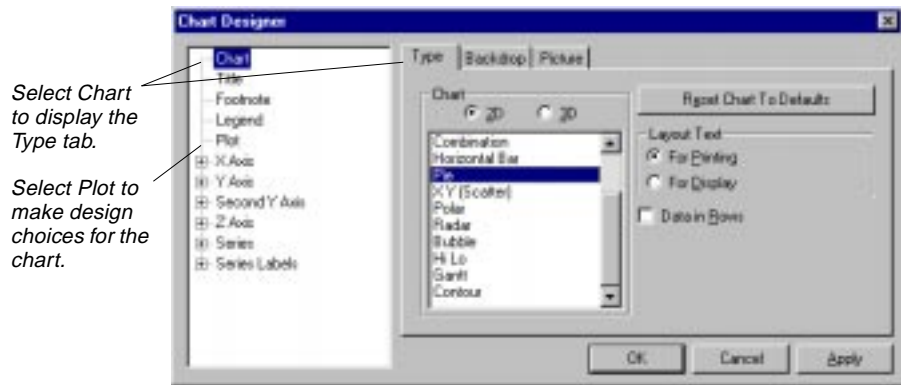 Chart Designer
Select Chart
to display the
Type tab.
Select Plot to
make design
choices for the
chart.
Chart
Title
Footnote
Legend
Plot
X Axis
Y Axis
Second Y Axis
Z Axis
Series
Series Labels
Type Backdrop Picture
Chart
2D 3D
Combination
Horizontal Bar
Pie
XY (Scatter)
Polar
Radar
Bubble
Hi Lo
Gantt
Contour
Reset Chart To Defaults
Layout Text
For Printing
For Display
Data in Rows
OK Cancel Apply